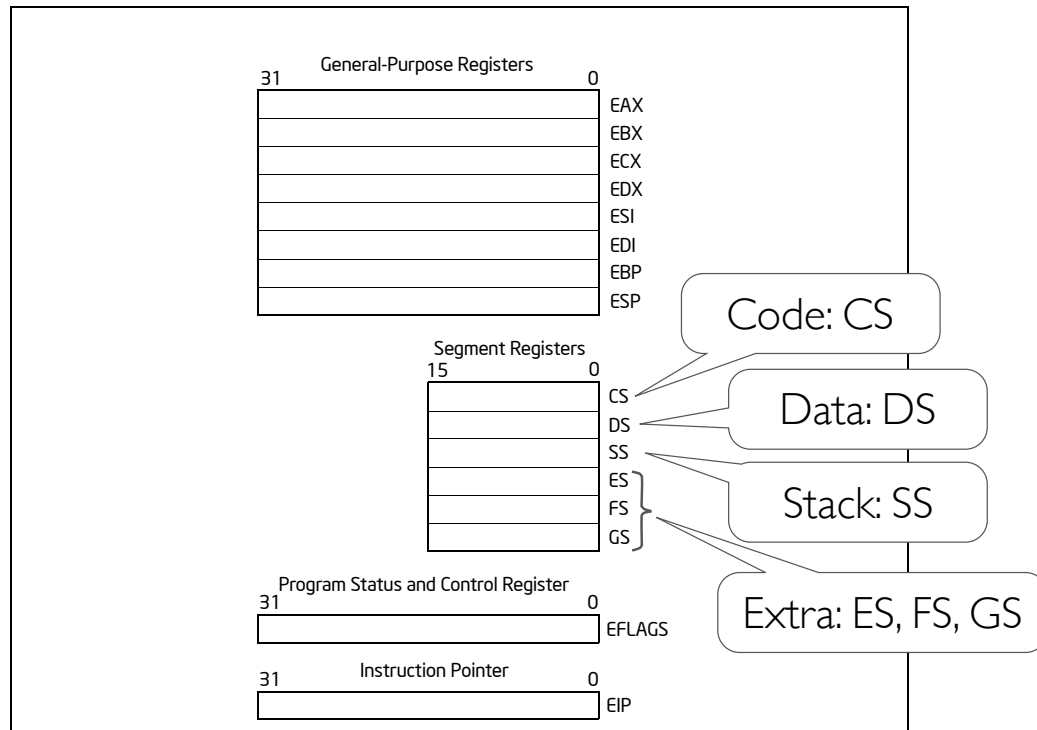 General-Purpose Registers
31 0
EAX
EBX
ECX
EDX
ESI
EDI
EBP
ESP
Code: CS
Segment Registers
15 0
CS
DS
SS
ES
FS
GS
Data: DS
Stack: SS
Extra: ES, FS, GS
Program Status and Control Register
31 0
EFLAGS
Instruction Pointer
31 0
EIP